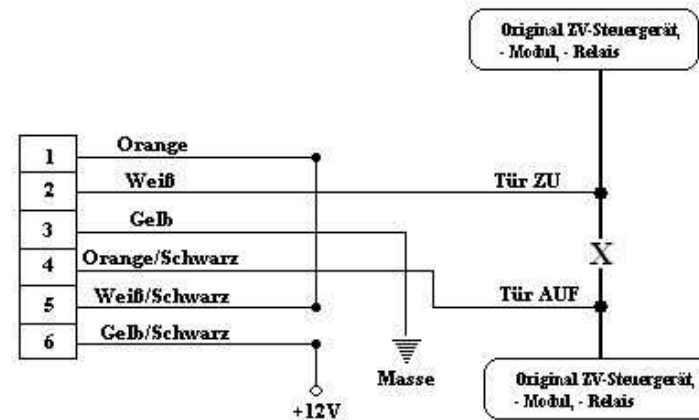 Original ZV-Steuergerät,
- Modul, - Relais
1 Orange
2 Weiß Tür ZU
3 Gelb
X
4 Orange/Schwarz
5 Weiß/Schwarz Tür AUF
6 Gelb/Schwarz
Masse
+12V
Original ZV-Steuergerät,
- Modul, - Relais